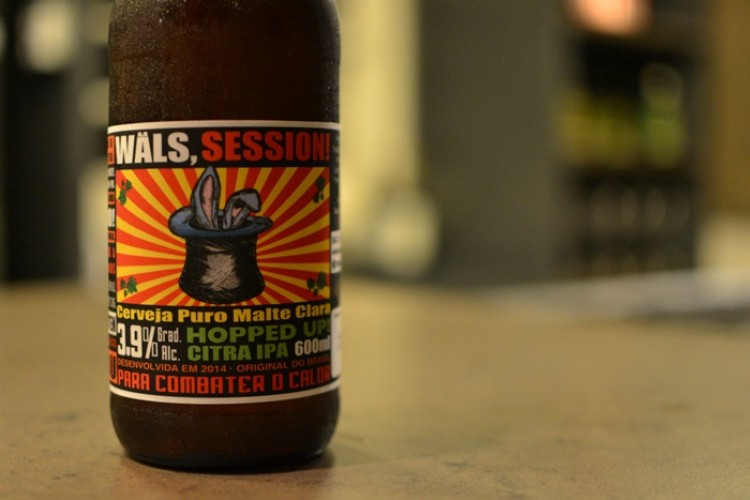 WÄLS, SESSION!
Cerveja Puro Malte Clara
3.9% Grad. Alc.
HOPPED UP!
CITRA IPA 600ml
DESENVOLVIDA EM 2014 - ORIGINAL DO BRASIL
PARA COMBATER O CALOR